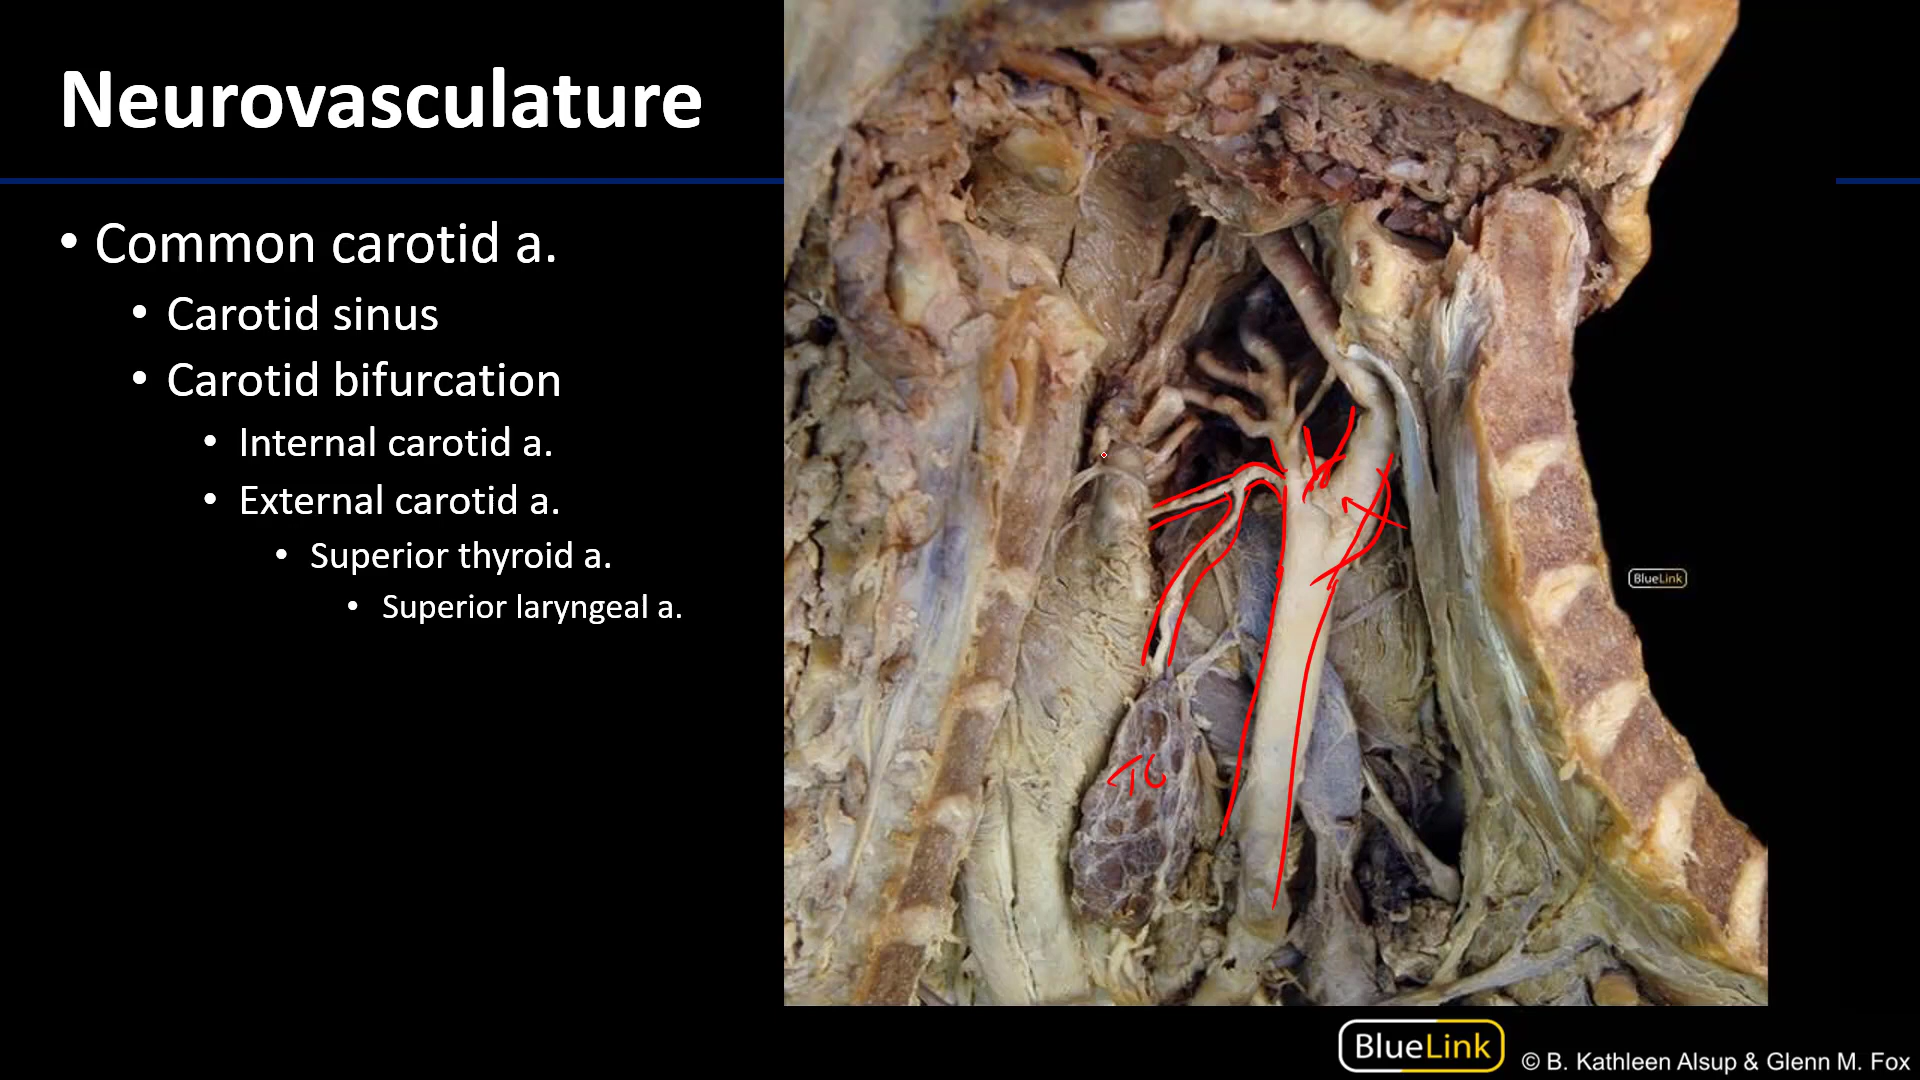 Neurovasculature
• Common carotid a.
• Carotid sinus
• Carotid bifurcation
• Internal carotid a.
• External carotid a.
• Superior thyroid a.
• Superior laryngeal a.
BlueLink
TG
BlueLink
© B. Kathleen Alsup & Glenn M. Fox